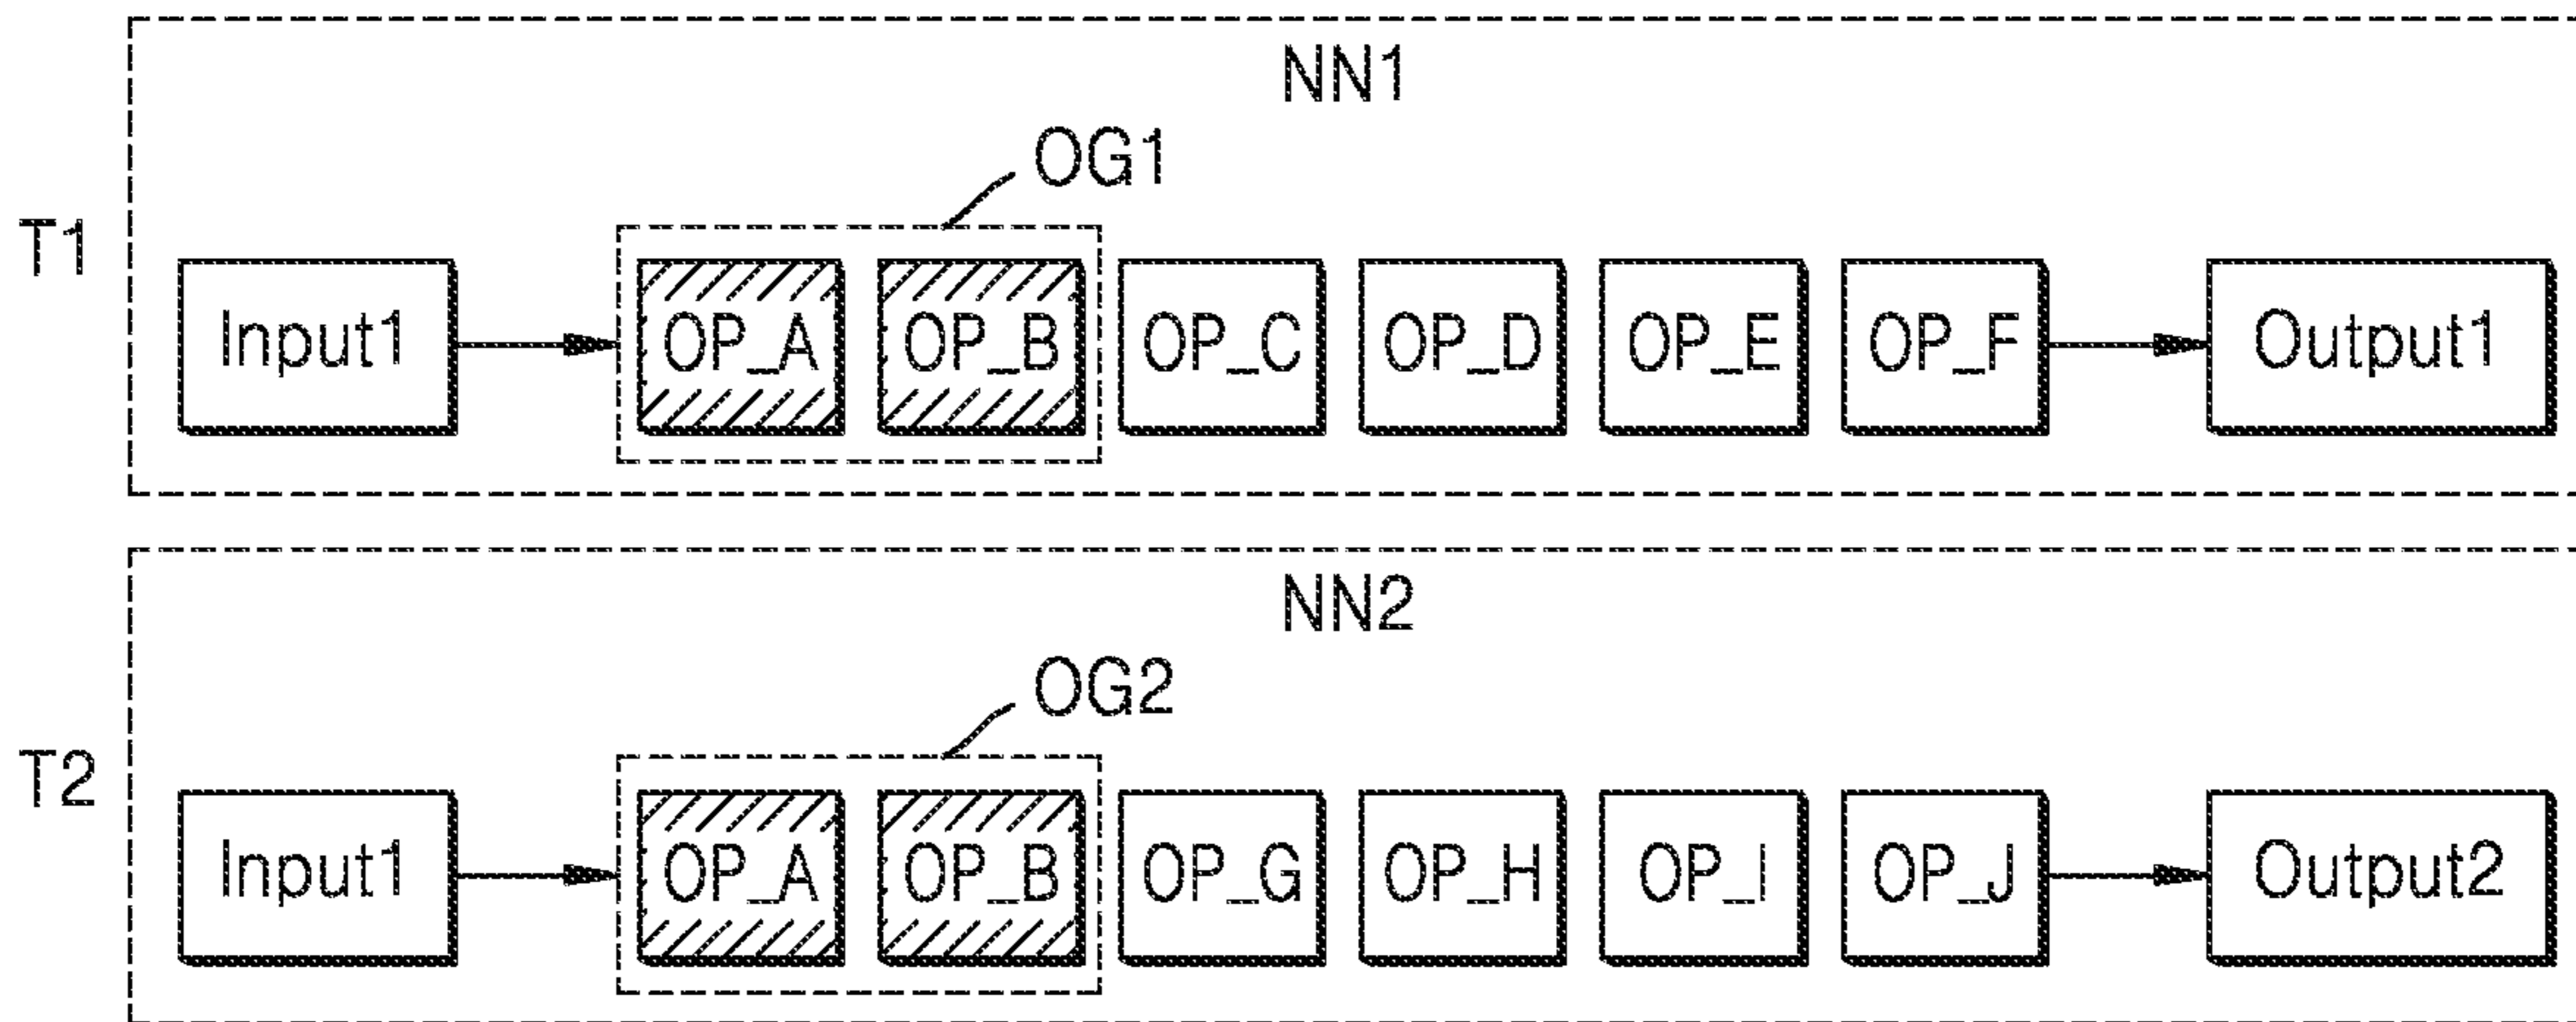 NN1
OG1
T1
Input1 OP_A OP_B OP_C OP_D OP_E OP_F Output1
NN2
OG2
T2
Input1 OP_A OP_B OP_G OP_H OP_I OP_J Output2